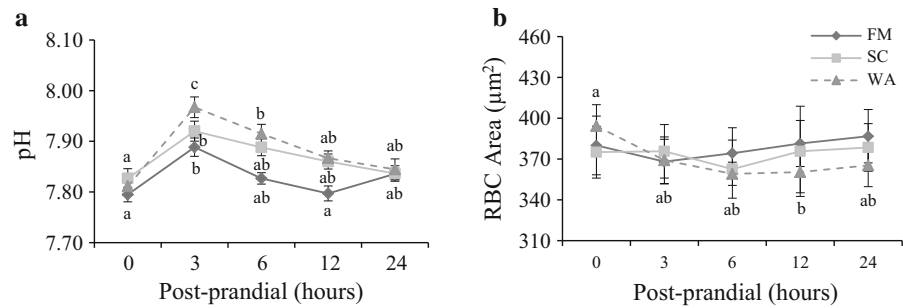 a
8.10
8.00
7.90
7.80
7.70
pH
a
a
c
b
b
b
ab
ab
ab
ab
a
ab
ab
0 3 6 12 24
Post-prandial (hours)
b
460
430
400
370
340
310
RBC Area (µm²)
FM
SC
WA
a
ab
ab
b
ab
0 3 6 12 24
Post-prandial (hours)